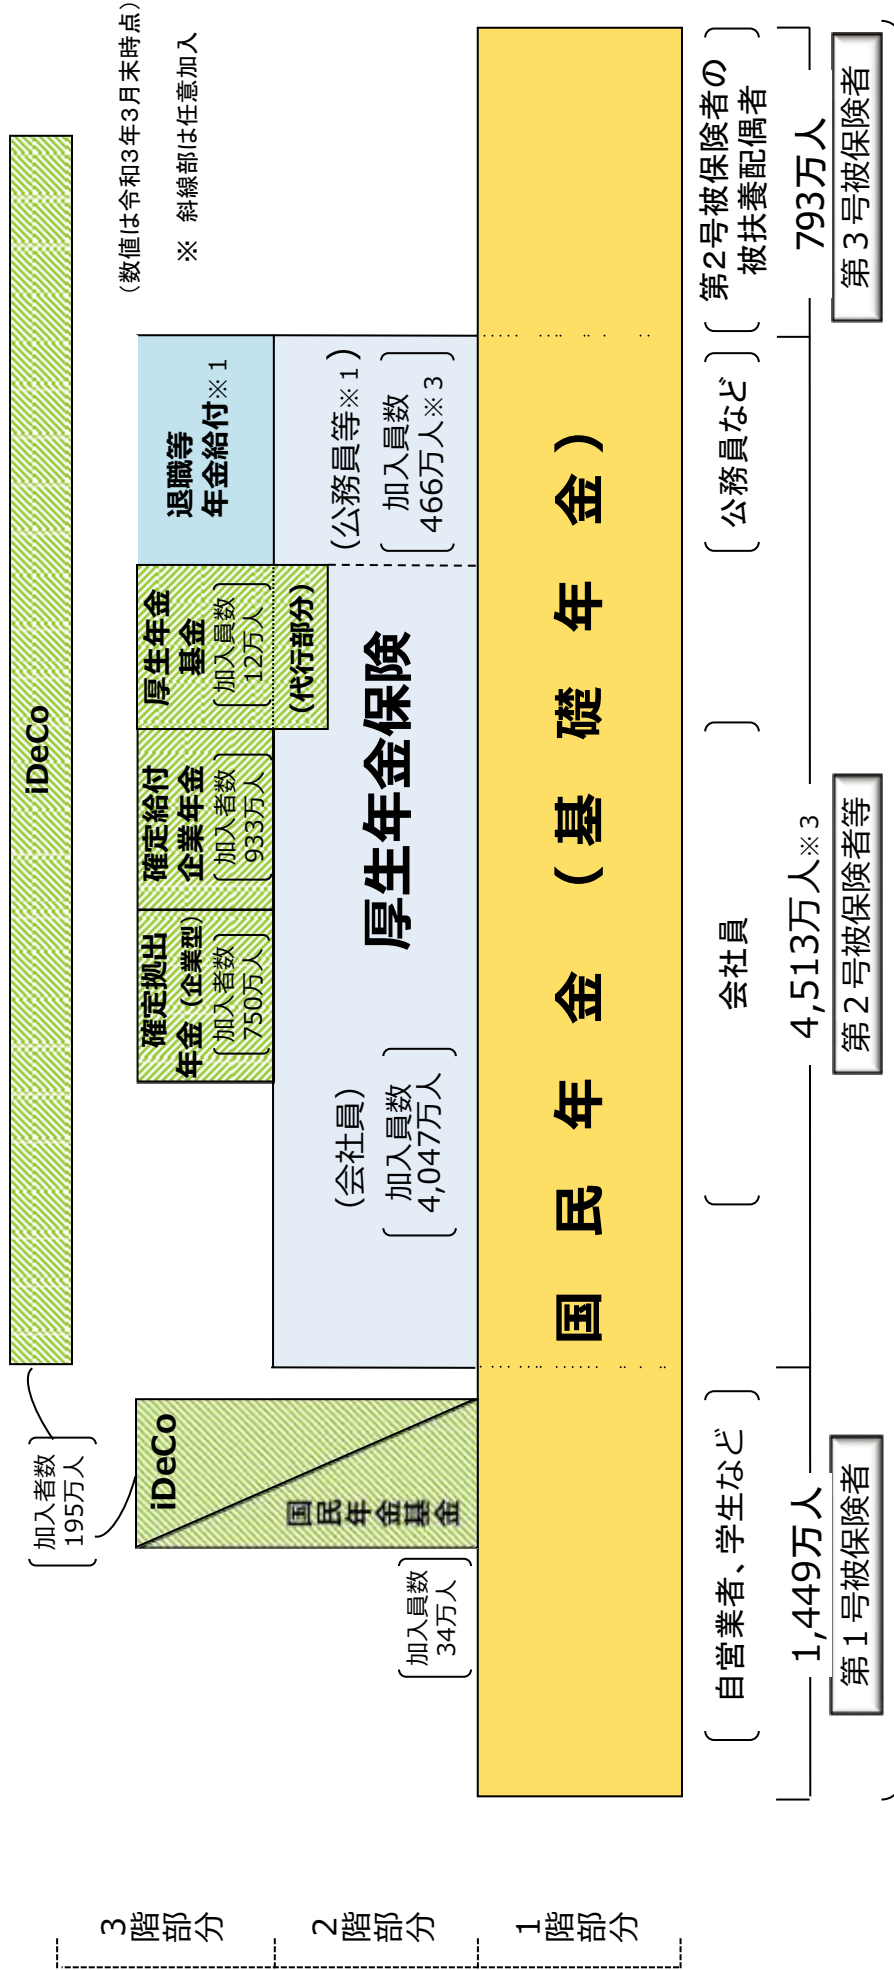 (数値は令和3年3月末時点)
※ 斜線部は任意加入
iDeCo
加入者数
195万人
3階部分
2階部分
1階部分
iDeCo
国民年金基金
加入員数
34万人
確定拠出
年金(企業型)
加入者数
750万人
確定給付
企業年金
加入者数
933万人
厚生年金
基金
加入員数
12万人
(代行部分)
退職等
年金給付※1
厚生年金保険
(会社員)
加入員数
4,047万人
(公務員等※1)
加入員数
466万人※3
国民年金(基礎年金)
自営業者、学生など
会社員
公務員など
第2号被保険者の
被扶養配偶者
1,449万人
4,513万人※3
793万人
第1号被保険者
第2号被保険者等
第3号被保険者